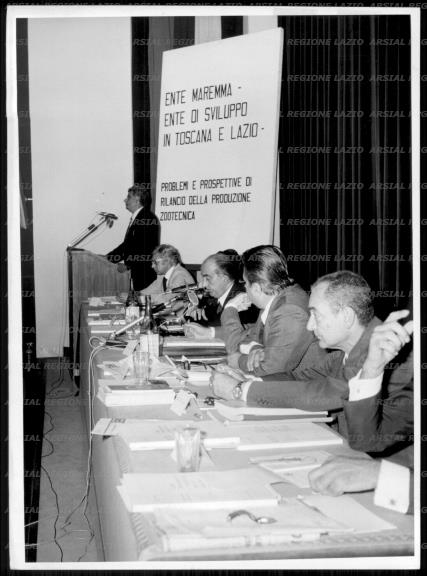 ENTE MAREMMA -
ENTE DI SVILUPPO
IN TOSCANA E LAZIO -
PROBLEMI E PROSPETTIVE DI
RILANCIO DELLA PRODUZIONE
ZOOTECNICA
ARSIAL REGIONE LAZIO